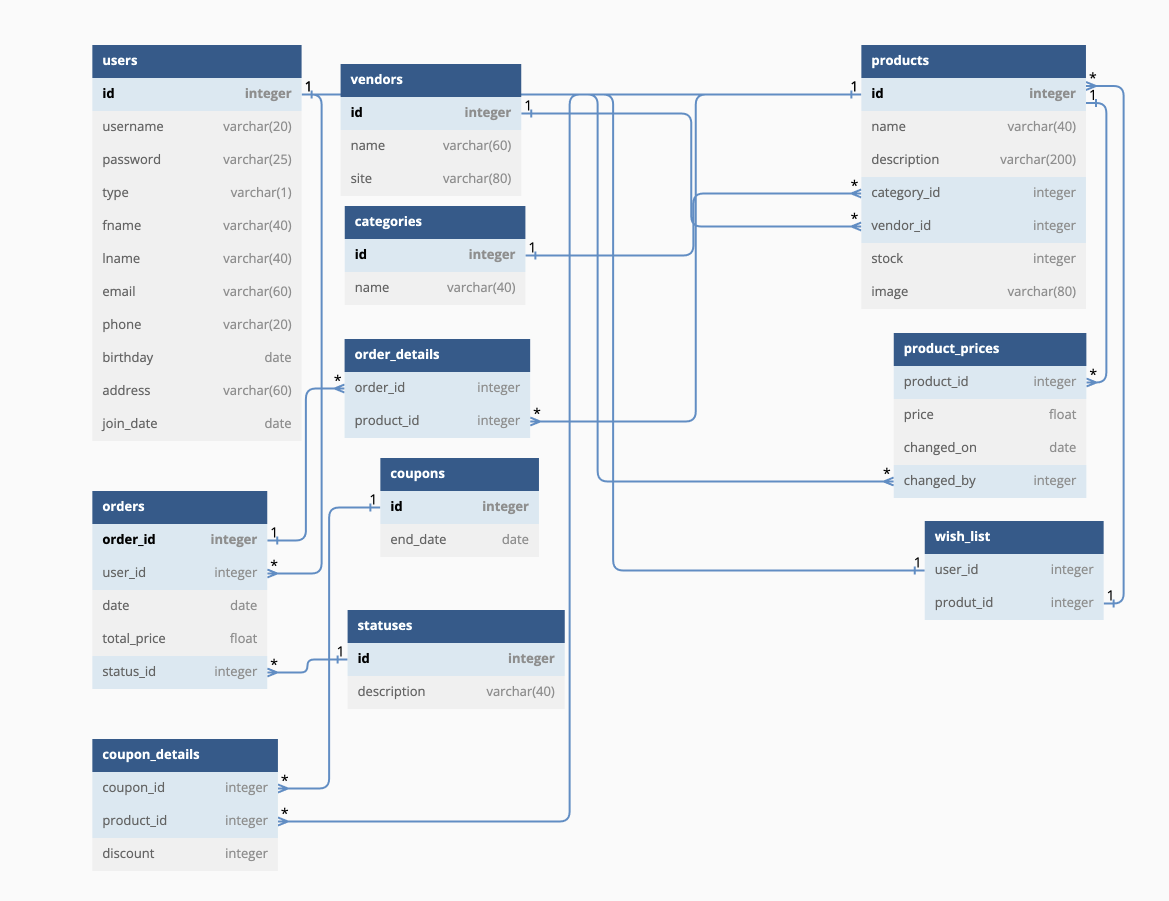 users
id integer
username varchar(20)
password varchar(25)
type varchar(1)
fname varchar(40)
lname varchar(40)
email varchar(60)
phone varchar(20)
birthday date
address varchar(60)
join_date date
1
vendors
id integer
name varchar(60)
site varchar(80)
1
categories
id integer
name varchar(40)
1
order_details
* order_id integer
product_id integer *
coupons
1 id integer
end_date date
orders
order_id integer 1
user_id integer *
date date
total_price float
status_id integer *
statuses
1 id integer
description varchar(40)
coupon_details
coupon_id integer *
product_id integer *
discount integer
products
1 id integer * 1
name varchar(40)
description varchar(200)
* category_id integer
* vendor_id integer
stock integer
image varchar(80)
product_prices
product_id integer *
price float
changed_on date
* changed_by integer
wish_list
1 user_id integer
produt_id integer 1